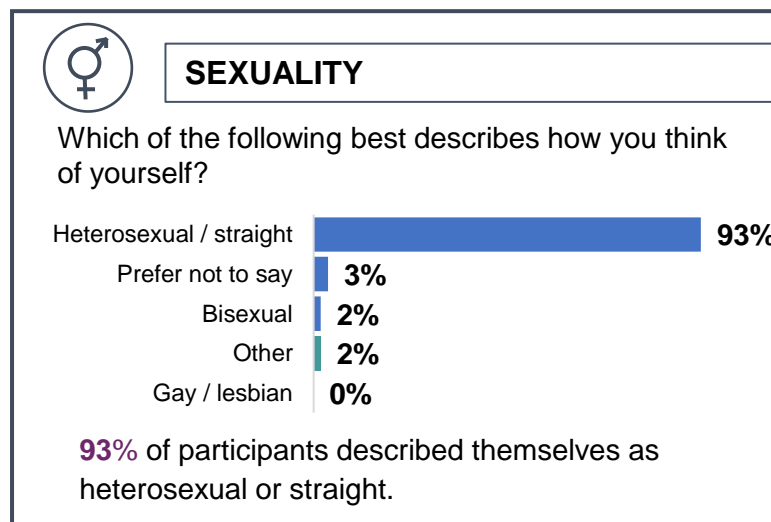 SEXUALITY
Which of the following best describes how you think
of yourself?
Heterosexual / straight 93%
Prefer not to say 3%
Bisexual 2%
Other 2%
Gay / lesbian 0%
93% of participants described themselves as
heterosexual or straight.